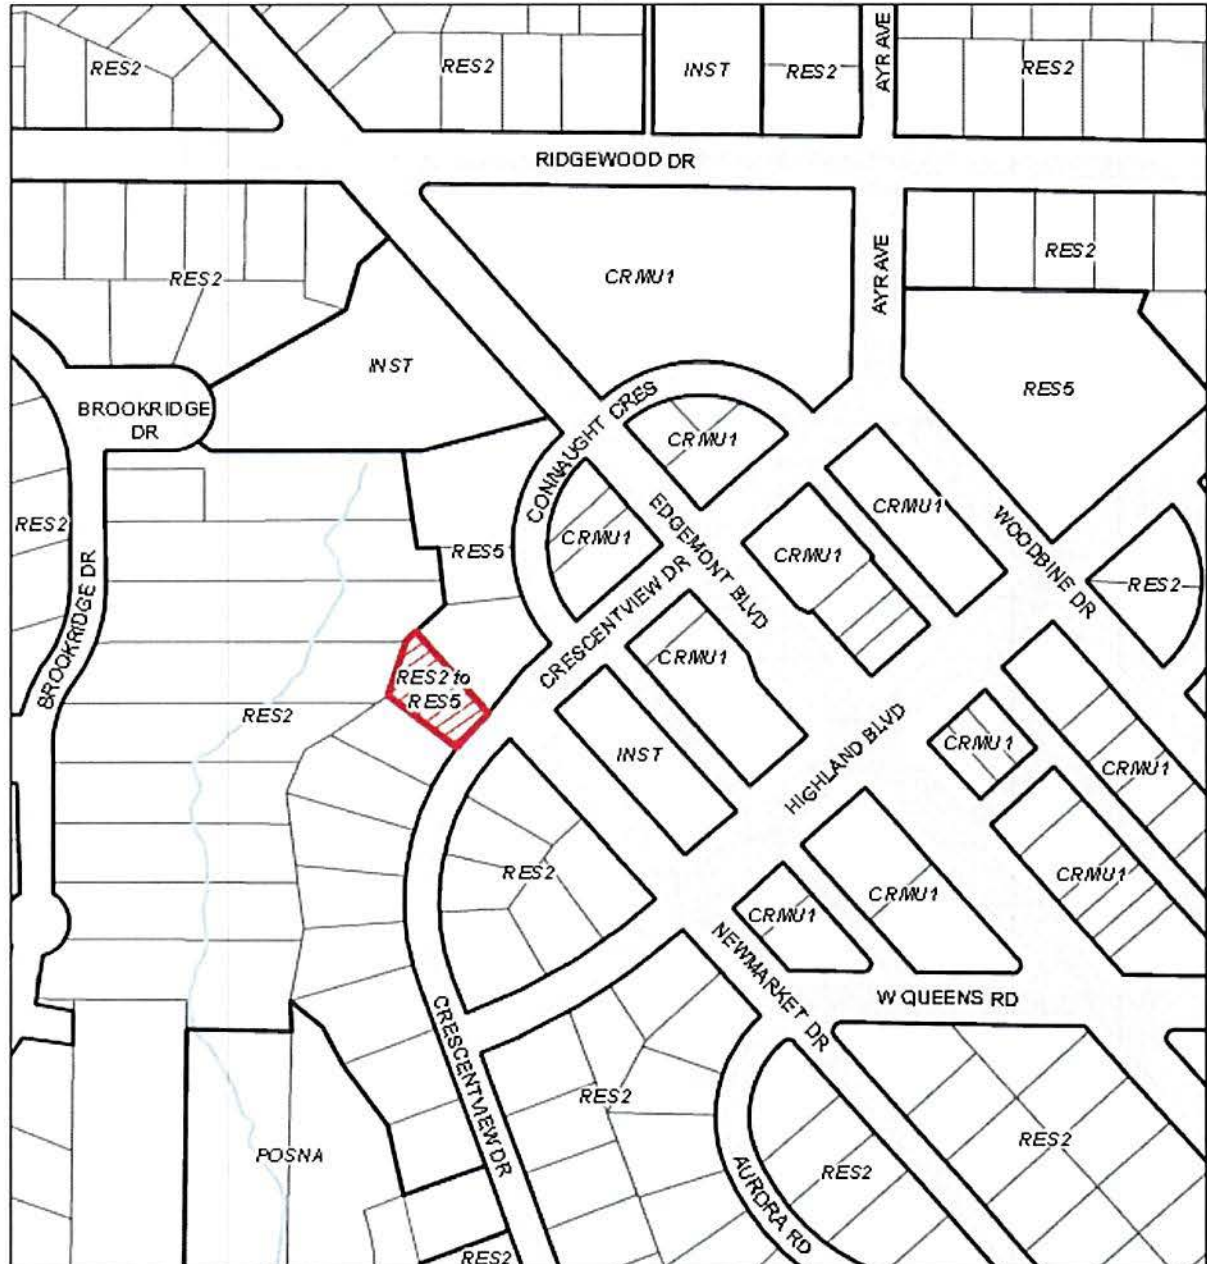 RES2
RES2
INST
RES2
AYR AVE
RES2
RIDGEWOOD DR
RES2
CRMU1
AYR AVE
RES2
INST
RES5
BROOKRIDGE
DR
CONNAUGHT CRES
CRMU1
CRMU1
RES2
RES5
CRMU1
EDGEMONT BLVD
CRMU1
WOODBINE DR
RES2
BROOKRIDGE DR
CRESCENTVIEW DR
CRMU1
RES2 to
RES5
RES2
INST
HIGHLAND BLVD
CRMU1
CRMU1
RES2
CRMU1
CRMU1
CRMU1
NEWMARKET DR
W QUEENS RD
CRESCENTVIEW DR
RES2
POSNA
RES2
RES2
AURORA RD
RES2